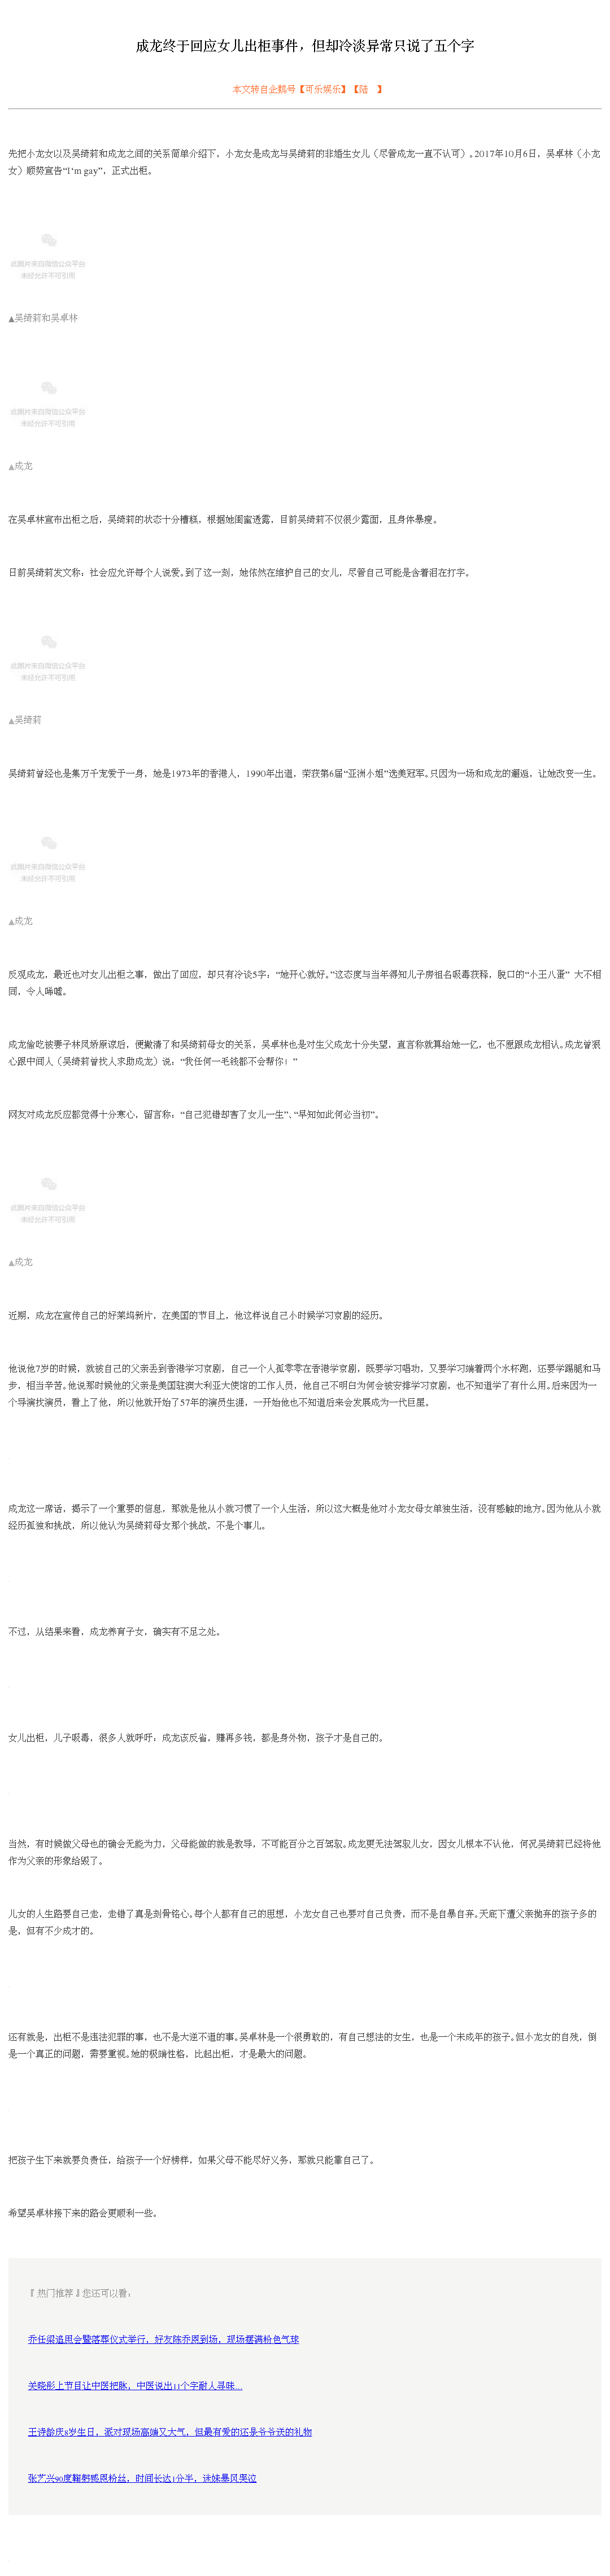 成龙终于回应女儿出柜事件，但却冷淡异常只说了五个字
本文转自企鹅号【可乐娱乐】【陆　】
先把小龙女以及吴绮莉和成龙之间的关系简单介绍下，小龙女是成龙与吴绮莉的非婚生女儿（尽管成龙一直不认可）。2017年10月6日，吴卓林（小龙
女）顺势宣告“I‘m gay”，正式出柜。
此图片来自微信公众平台
未经允许不可引用
▲吴绮莉和吴卓林
此图片来自微信公众平台
未经允许不可引用
▲成龙
在吴卓林宣布出柜之后，吴绮莉的状态十分糟糕，根据她闺蜜透露，目前吴绮莉不仅很少露面，且身体暴瘦。
日前吴绮莉发文称：社会应允许每个人说爱。到了这一刻，她依然在维护自己的女儿，尽管自己可能是含着泪在打字。
此图片来自微信公众平台
未经允许不可引用
▲吴绮莉
吴绮莉曾经也是集万千宠爱于一身，她是1973年的香港人，1990年出道，荣获第6届“亚洲小姐”选美冠军。只因为一场和成龙的邂逅，让她改变一生。
此图片来自微信公众平台
未经允许不可引用
▲成龙
反观成龙，最近也对女儿出柜之事，做出了回应，却只有冷谈5字：“她开心就好。”这态度与当年得知儿子房祖名吸毒获释，脱口的“小王八蛋” 大不相
同，令人唏嘘。
成龙偷吃被妻子林凤娇原谅后，便撇清了和吴绮莉母女的关系，吴卓林也是对生父成龙十分失望，直言称就算给她一亿，也不愿跟成龙相认。成龙曾狠
心跟中间人（吴绮莉曾找人求助成龙）说：“我任何一毛钱都不会帮你！”
网友对成龙反应都觉得十分寒心，留言称：“自己犯错却害了女儿一生”、“早知如此何必当初”。
此图片来自微信公众平台
未经允许不可引用
▲成龙
近期，成龙在宣传自己的好莱坞新片，在美国的节目上，他这样说自己小时候学习京剧的经历。
他说他7岁的时候，就被自己的父亲丢到香港学习京剧，自己一个人孤零零在香港学京剧，既要学习唱功，又要学习端着两个水杯跑，还要学踢腿和马
步，相当辛苦。他说那时候他的父亲是美国驻澳大利亚大使馆的工作人员，他自己不明白为何会被安排学习京剧，也不知道学了有什么用。后来因为一
个导演找演员，看上了他，所以他就开始了57年的演员生涯，一开始他也不知道后来会发展成为一代巨星。
成龙这一席话，揭示了一个重要的信息，那就是他从小就习惯了一个人生活，所以这大概是他对小龙女母女单独生活，没有感触的地方。因为他从小就
经历孤独和挑战，所以他认为吴绮莉母女那个挑战，不是个事儿。
不过，从结果来看，成龙养育子女，确实有不足之处。
女儿出柜，儿子吸毒，很多人就呼吁：成龙该反省，赚再多钱，都是身外物，孩子才是自己的。
当然，有时候做父母也的确会无能为力，父母能做的就是教导，不可能百分之百驾驭。成龙更无法驾驭儿女，因女儿根本不认他，何况吴绮莉已经将他
作为父亲的形象给毁了。
儿女的人生路要自己走，走错了真是刻骨铭心。每个人都有自己的思想，小龙女自己也要对自己负责，而不是自暴自弃。天底下遭父亲抛弃的孩子多的
是，但有不少成才的。
还有就是，出柜不是违法犯罪的事，也不是大逆不道的事。吴卓林是一个很勇敢的，有自己想法的女生，也是一个未成年的孩子。但小龙女的自残，倒
是一个真正的问题，需要重视。她的极端性格，比起出柜，才是最大的问题。
把孩子生下来就要负责任，给孩子一个好榜样，如果父母不能尽好义务，那就只能靠自己了。
希望吴卓林接下来的路会更顺利一些。
『热门推荐』您还可以看：
乔任梁追思会暨落葬仪式举行，好友陈乔恩到场，现场摆满粉色气球
关晓彤上节目让中医把脉，中医说出11个字耐人寻味...
王诗龄庆8岁生日，派对现场高端又大气，但最有爱的还是爷爷送的礼物
张艺兴90度鞠躬感恩粉丝，时间长达1分半，迷妹暴风哭泣